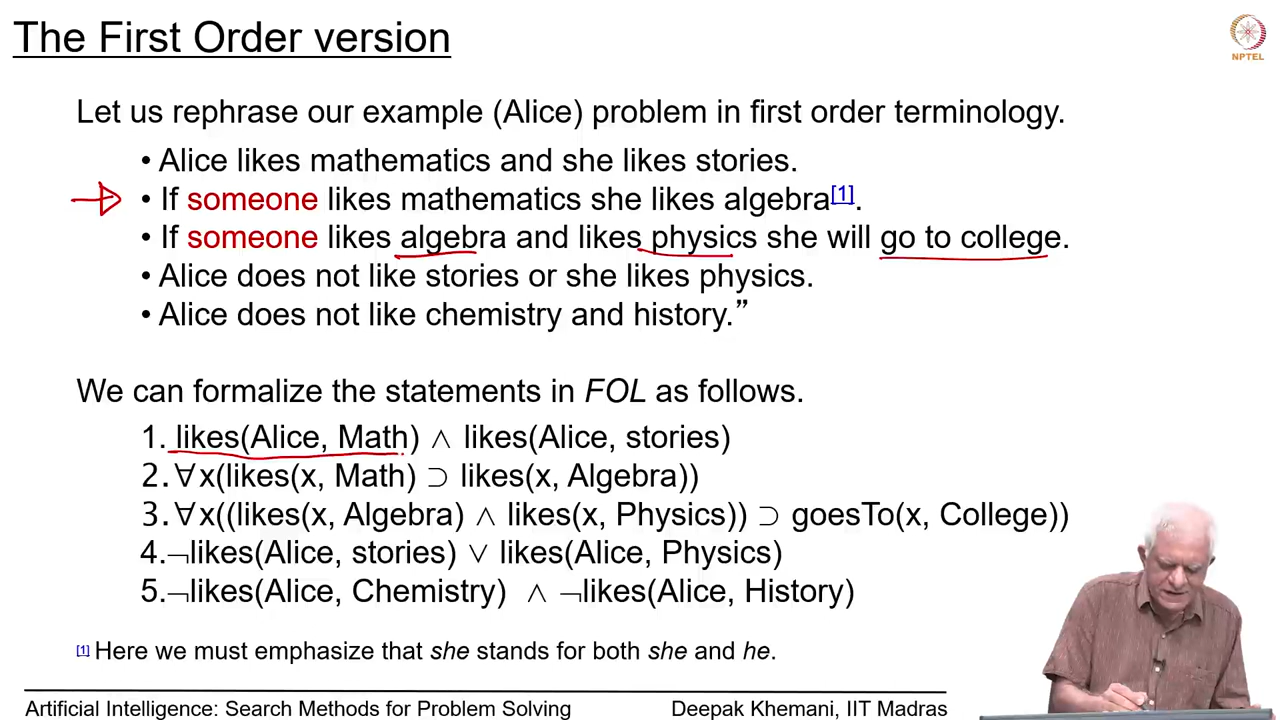 The First Order version
NPTEL
Let us rephrase our example (Alice) problem in first order terminology.
• Alice likes mathematics and she likes stories.
• If someone likes mathematics she likes algebra[1].
• If someone likes algebra and likes physics she will go to college.
• Alice does not like stories or she likes physics.
• Alice does not like chemistry and history.”
We can formalize the statements in FOL as follows.
1. likes(Alice, Math) ∧ likes(Alice, stories)
2. ∀x(likes(x, Math) ⊃ likes(x, Algebra))
3. ∀x((likes(x, Algebra) ∧ likes(x, Physics)) ⊃ goesTo(x, College))
4. ¬likes(Alice, stories) ∨ likes(Alice, Physics)
5. ¬likes(Alice, Chemistry) ∧ ¬likes(Alice, History)
[1] Here we must emphasize that she stands for both she and he.
Artificial Intelligence: Search Methods for Problem Solving Deepak Khemani, IIT Madras